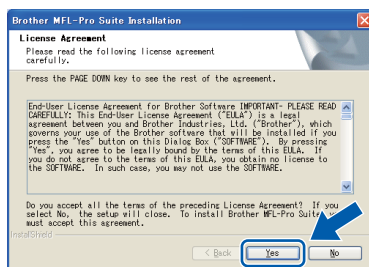 Brother MFL-Pro Suite Installation
License Agreement
Please read the following license agreement
carefully.
Press the PAGE DOWN key to see the rest of the agreement.
End-User License Agreement for Brother Software IMPORTANT- PLEASE READ
CAREFULLY: This End-User License Agreement ("EULA") is a legal
agreement between you and Brother Industries, Ltd. ("Brother"), which
governs your use of the Brother software that will be installed if you
press the "Yes" button on this Dialog Box ("SOFTWARE"). By pressing
"Yes", you agree to be legally bound by the terms of this EULA. If
you do not agree to the terms of this EULA, you obtain no license to
the SOFTWARE. In such case, you may not use the SOFTWARE.
Do you accept all the terms of the preceding License Agreement? If you
select No, the setup will close. To install Brother MFL-Pro Suite,
must accept this agreement.
InstallShield
< Back Yes No